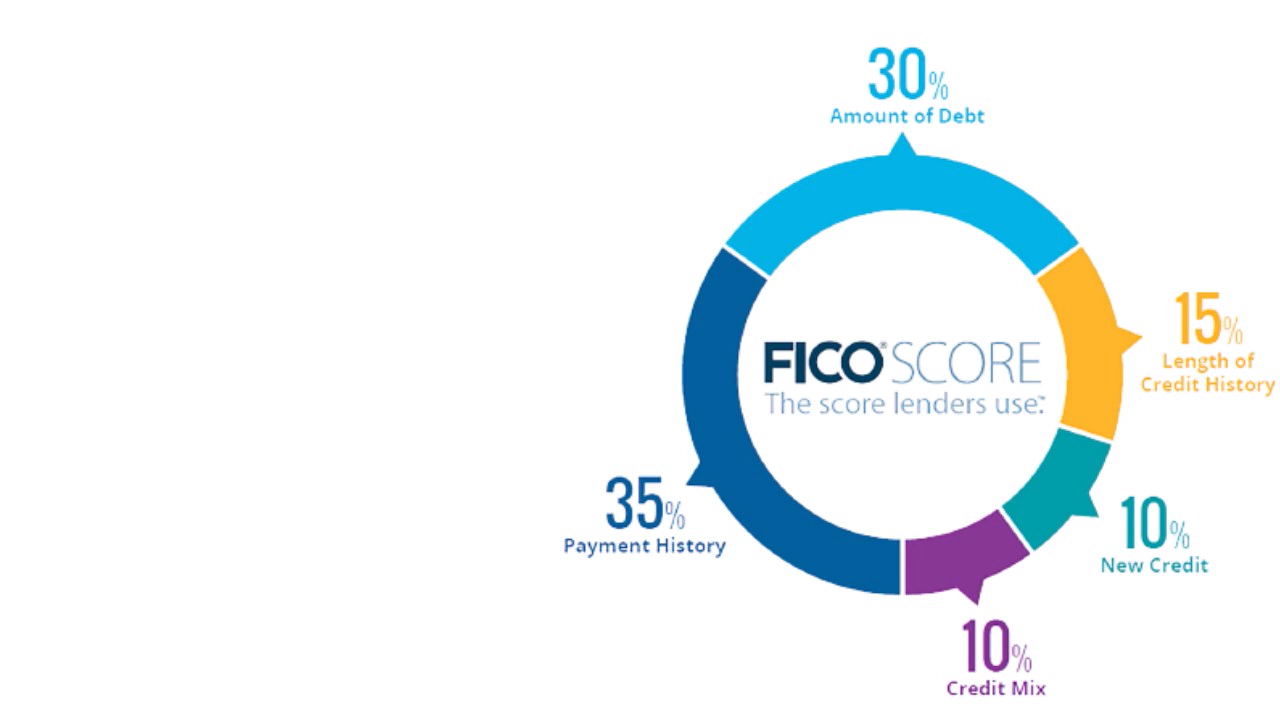 30%
Amount of Debt
15%
Length of
Credit History
FICO® SCORE
The score lenders use.™
35%
Payment History
10%
New Credit
10%
Credit Mix